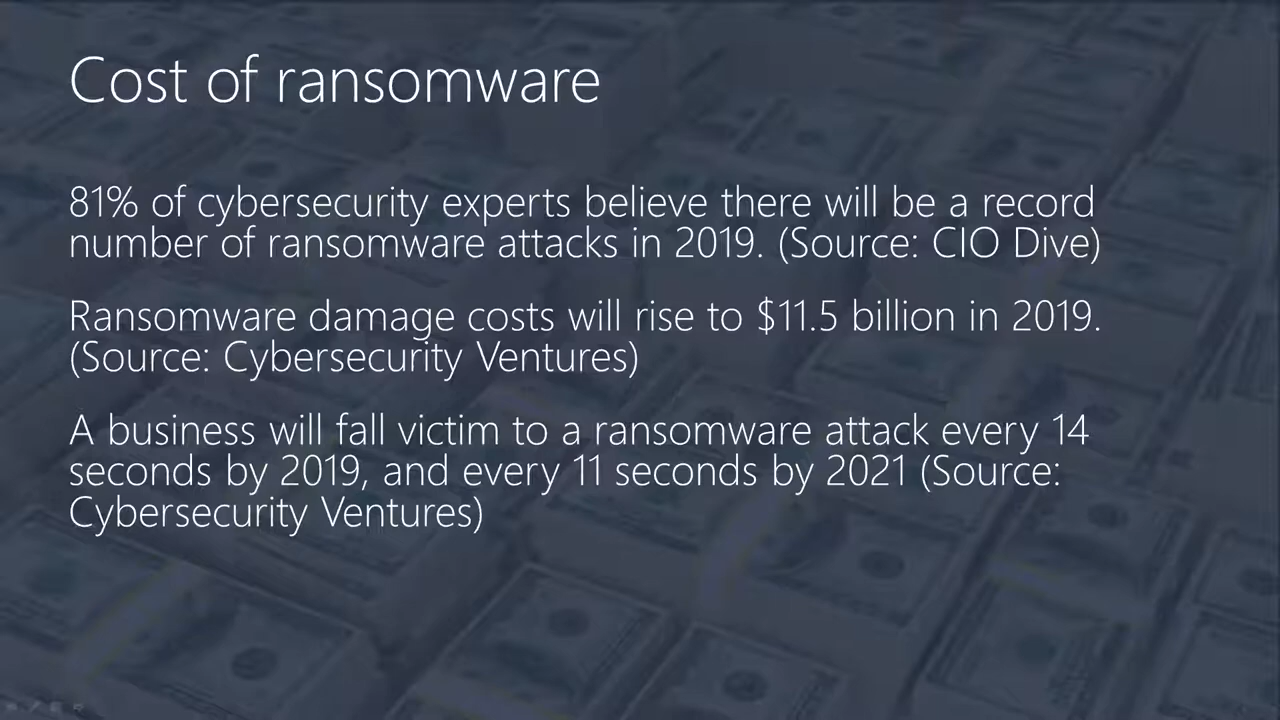 Cost of ransomware
81% of cybersecurity experts believe there will be a record
number of ransomware attacks in 2019. (Source: CIO Dive)
Ransomware damage costs will rise to $11.5 billion in 2019.
(Source: Cybersecurity Ventures)
A business will fall victim to a ransomware attack every 14
seconds by 2019, and every 11 seconds by 2021 (Source:
Cybersecurity Ventures)